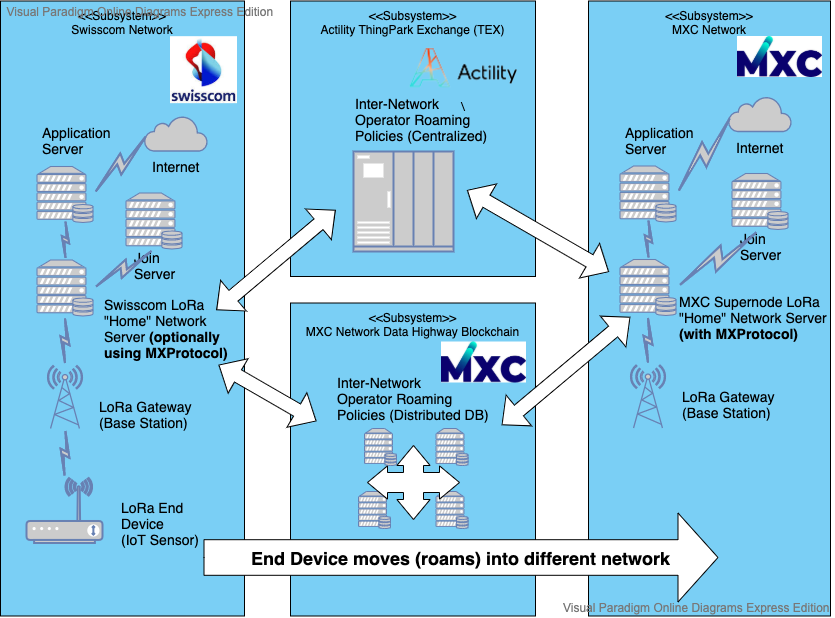 Visual Paradigm Online Diagrams Express Edition
<<Subsystem>>
Swisscom Network
swisscom
Application
Server
Internet
Join
Server
Swisscom LoRa
"Home" Network
Server (optionally
using MXProtocol)
LoRa Gateway
(Base Station)
LoRa End
Device
(IoT Sensor)
<<Subsystem>>
Actility ThingPark Exchange (TEX)
Actility
Inter-Network \
Operator Roaming
Policies (Centralized)
<<Subsystem>>
MXC Network Data Highway Blockchain
MXC
Inter-Network
Operator Roaming
Policies (Distributed DB)
<<Subsystem>>
MXC Network
MXC
Application
Server
Internet
Join
Server
MXC Supernode LoRa
"Home" Network Server
(with MXProtocol)
LoRa Gateway
(Base Station)
End Device moves (roams) into different network
Visual Paradigm Online Diagrams Express Edition